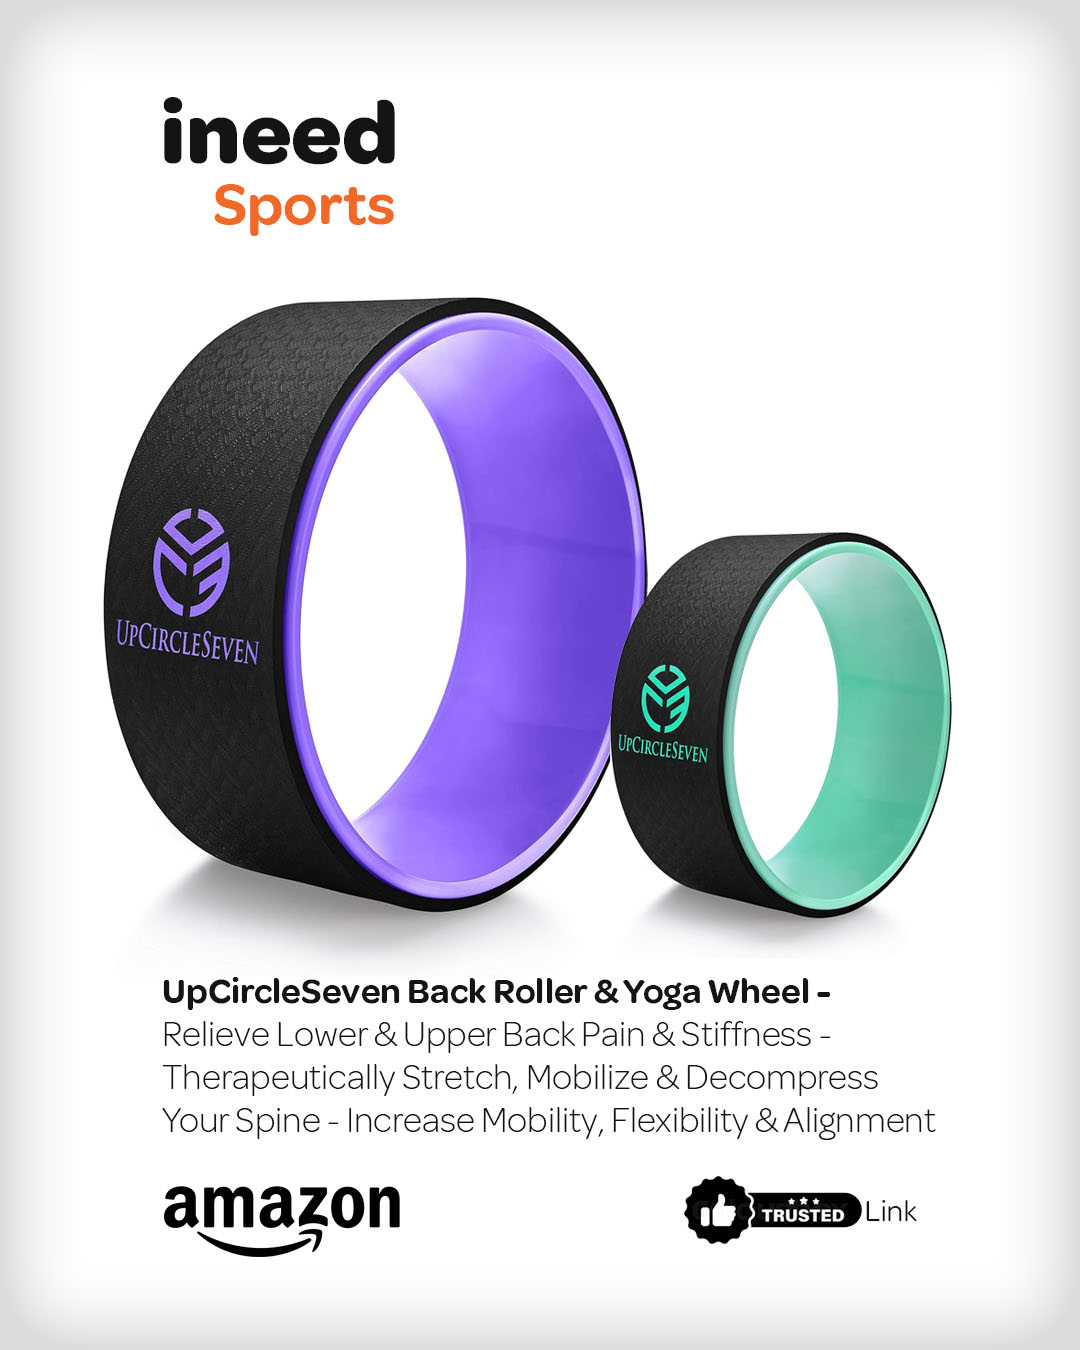 ineed
Sports
UpCircleSeven
UpCircleSeven
UpCircleSeven Back Roller & Yoga Wheel -
Relieve Lower & Upper Back Pain & Stiffness -
Therapeutically Stretch, Mobilize & Decompress
Your Spine - Increase Mobility, Flexibility & Alignment
amazon
TRUSTED Link